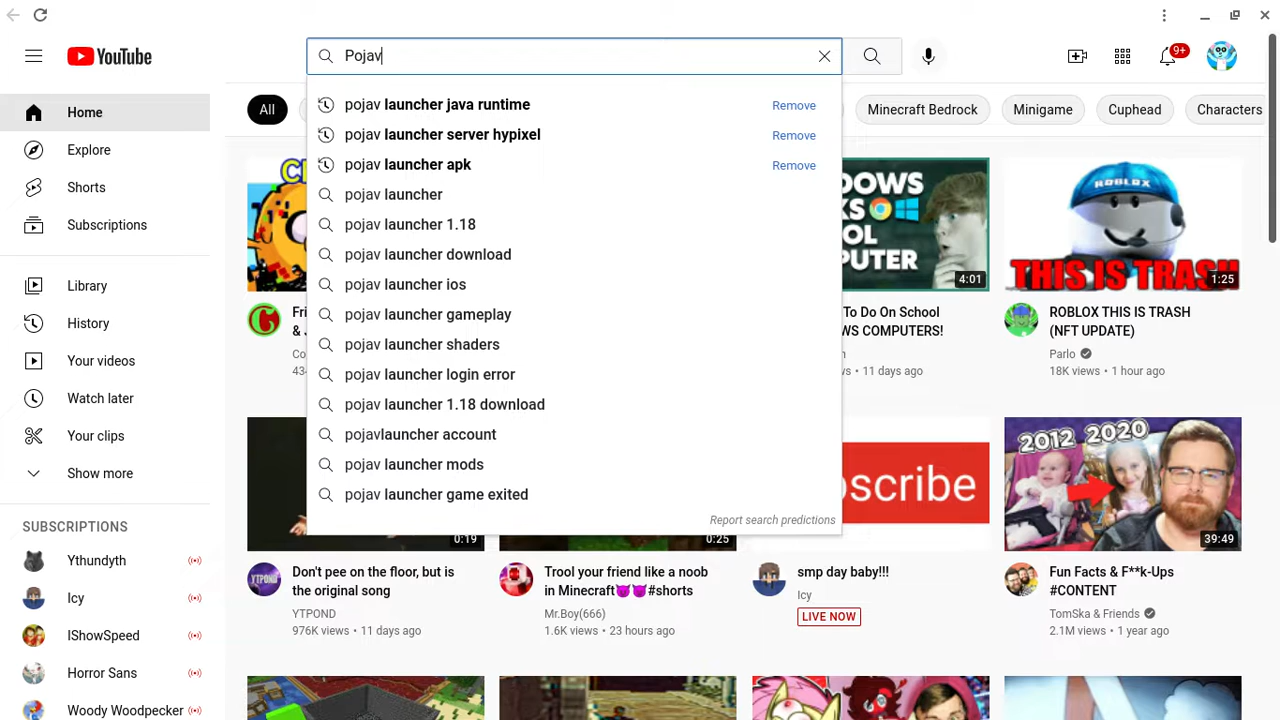 YouTube
Pojav
9+
All
Minecraft Bedrock
Minigame
Cuphead
Characters
pojav launcher java runtime
Remove
pojav launcher server hypixel
Remove
pojav launcher apk
Remove
pojav launcher
pojav launcher 1.18
pojav launcher download
pojav launcher ios
pojav launcher gameplay
pojav launcher shaders
pojav launcher login error
pojav launcher 1.18 download
pojavlauncher account
pojav launcher mods
pojav launcher game exited
Report search predictions
Home
Explore
Shorts
Subscriptions
Library
History
Your videos
Watch later
Your clips
Show more
SUBSCRIPTIONS
Ythundyth
Icy
IShowSpeed
Horror Sans
Woody Woodpecker
4:01
To Do On School
WS COMPUTERS!
• 11 days ago
ROBLOX
THIS IS TRASH
1:25
ROBLOX THIS IS TRASH
(NFT UPDATE)
Parlo
18K views • 1 hour ago
0:19
Don't pee on the floor, but is
the original song
YTPOND
976K views • 11 days ago
0:25
Trool your friend like a noob
in Minecraft😈😈#shorts
Mr.Boy(666)
1.6K views • 23 hours ago
scribe
smp day baby!!!
Icy
LIVE NOW
2012 2020
39:49
Fun Facts & F**k-Ups
#CONTENT
TomSka & Friends
2.1M views • 1 year ago